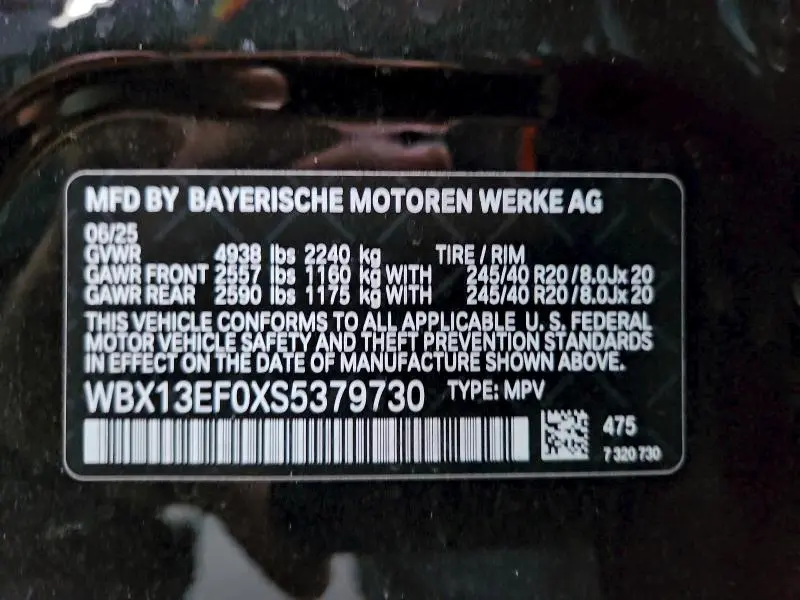 MFD BY BAYERISCHE MOTOREN WERKE AG
06/25
GVWR 4938 lbs 2240 kg TIRE / RIM
GAWR FRONT 2557 lbs 1160 kg WITH 245/40 R20 / 8.0Jx 20
GAWR REAR 2590 lbs 1175 kg WITH 245/40 R20 / 8.0Jx 20
THIS VEHICLE CONFORMS TO ALL APPLICABLE U. S. FEDERAL
MOTOR VEHICLE SAFETY AND THEFT PREVENTION STANDARDS
IN EFFECT ON THE DATE OF MANUFACTURE SHOWN ABOVE.
WBX13EF0XS5379730 TYPE: MPV
475
7 320 730